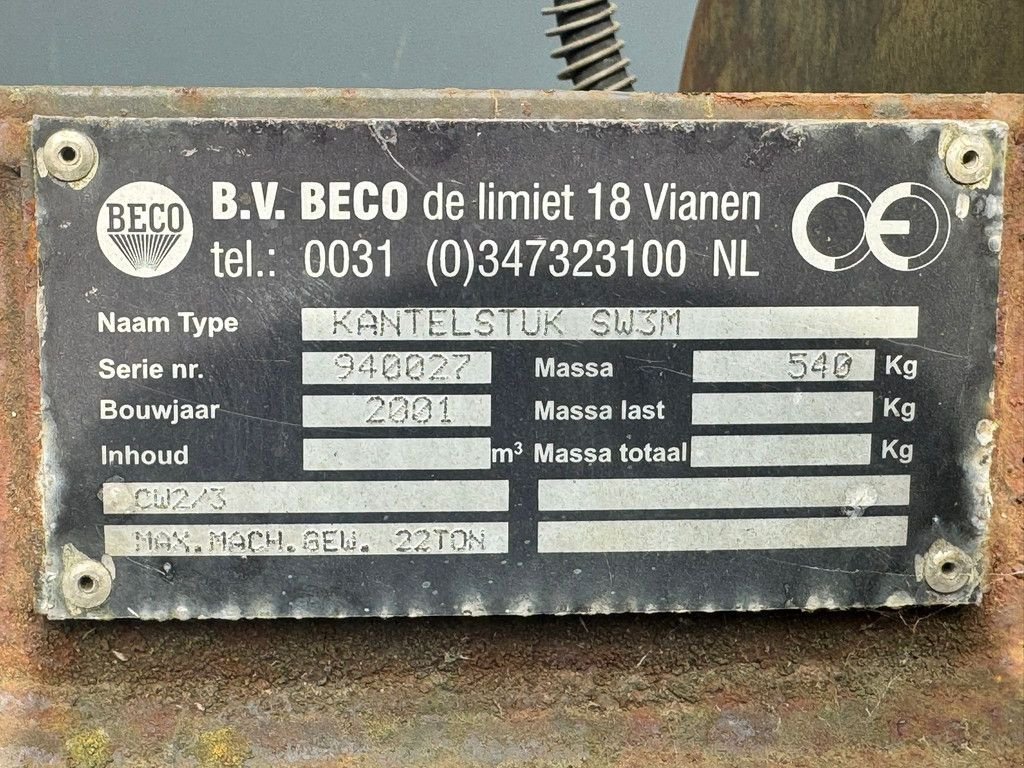 BECO
B.V. BECO de limiet 18 Vianen
tel.: 0031 (0)347323100 NL
CE
Naam Type KANTELSTUK SW3M
Serie nr. 940027 Massa 540 Kg
Bouwjaar 2001 Massa last Kg
Inhoud m³ Massa totaal Kg
CW2/3
MAX.MACH.GEW. 22TON